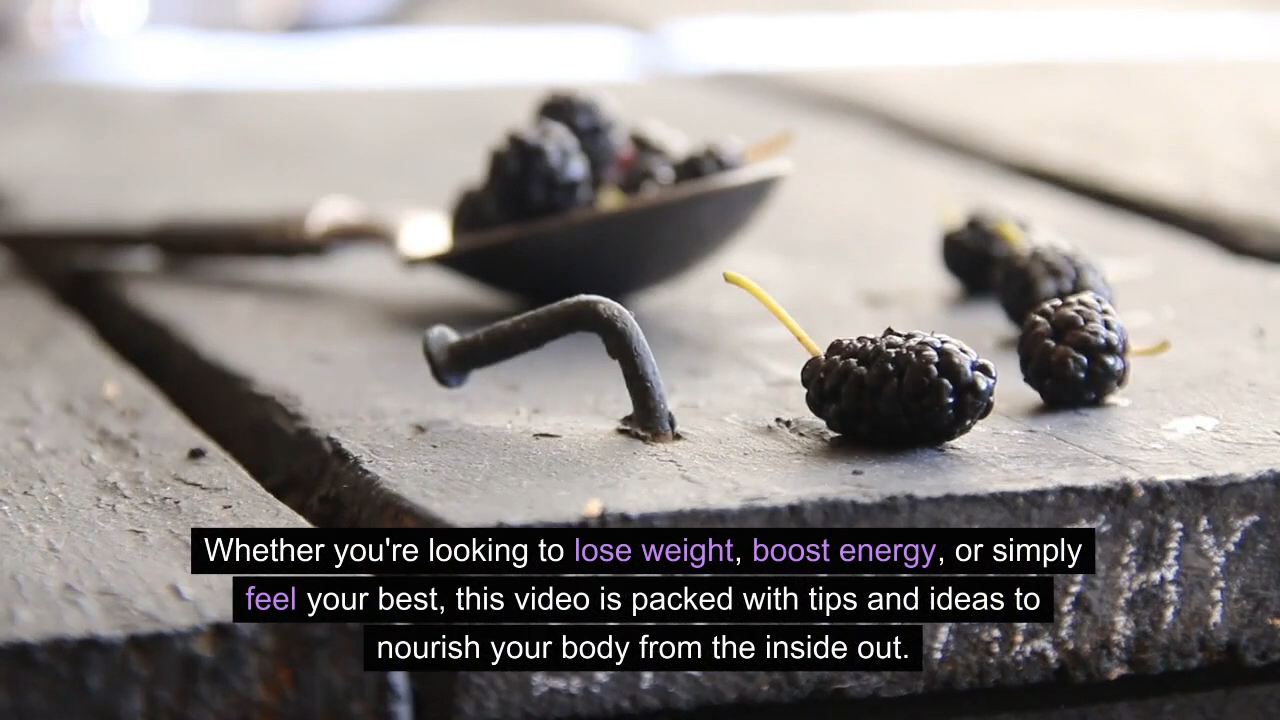 Whether you're looking to lose weight, boost energy, or simply
feel your best, this video is packed with tips and ideas to
nourish your body from the inside out.